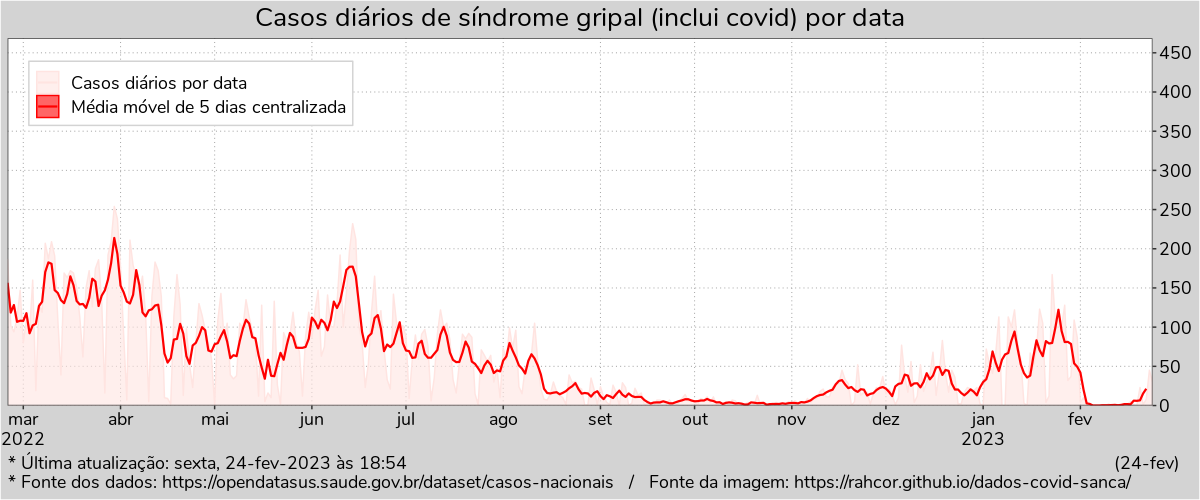 Casos diários de síndrome gripal (inclui covid) por data
Casos diários por data
Média móvel de 5 dias centralizada
450
400
350
300
250
200
150
100
50
0
mar abr mai jun jul ago set out nov dez jan fev
2022 2023
* Última atualização: sexta, 24-fev-2023 às 18:54 (24-fev)
* Fonte dos dados: https://opendatasus.saude.gov.br/dataset/casos-nacionais / Fonte da imagem: https://rahcor.github.io/dados-covid-sanca/